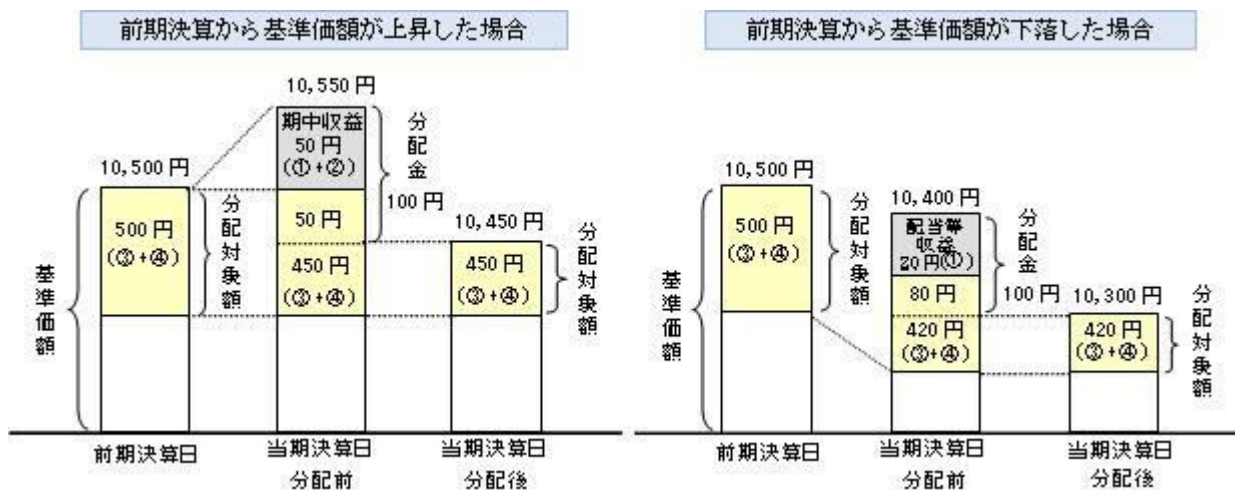 前期決算から基準価額が上昇した場合
10,550 円
期中収益
50 円
(①+②)
分配金
10,500 円
500 円
(③+④)
分配対象額
50 円
100 円
10,450 円
450 円
(③+④)
450 円
(③+④)
分配対象額
基準価額
前期決算日
当期決算日
分配前
当期決算日
分配後
前期決算から基準価額が下落した場合
10,500 円
500 円
(③+④)
分配対象額
10,400 円
配当等
収益
20 円(①)
分配金
80 円
100 円
10,300 円
420 円
(③+④)
420 円
(③+④)
分配対象額
基準価額
前期決算日
当期決算日
分配前
当期決算日
分配後